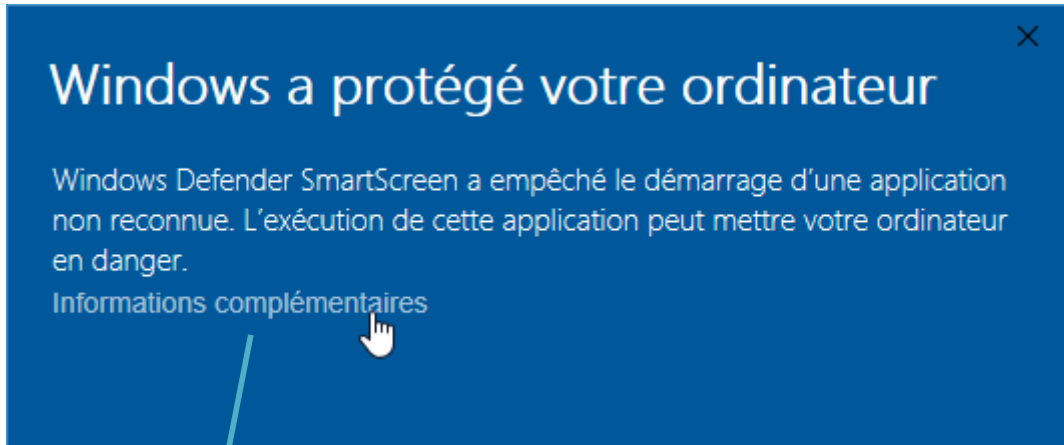 Windows a protégé votre ordinateur
Windows Defender SmartScreen a empêché le démarrage d’une application
non reconnue. L’exécution de cette application peut mettre votre ordinateur
en danger.
Informations complémentaires